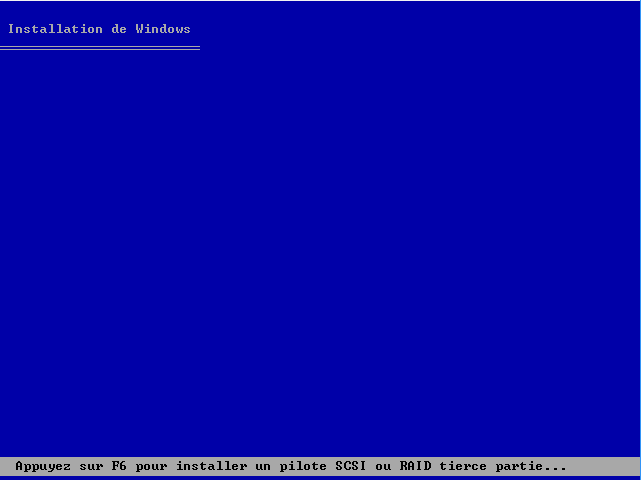 Installation de Windows
Appuyez sur F6 pour installer un pilote SCSI ou RAID tierce partie...